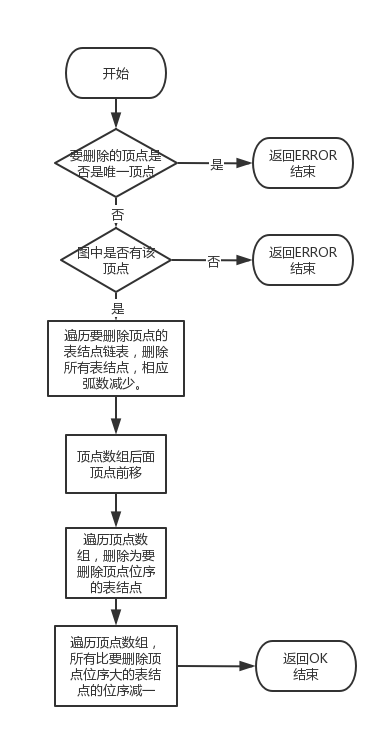 开始
要删除的顶点是
否是唯一顶点
是
返回ERROR
结束
否
图中是否有该
顶点
否
返回ERROR
结束
是
遍历要删除顶点的
表结点链表，删除
所有表结点，相应
弧数减少。
顶点数组后面
顶点前移
遍历顶点数
组，删除为要
删除顶点位序
的表结点
遍历顶点数组，
所有比要删除顶
点位序大的表结
点的位序减一
返回OK
结束